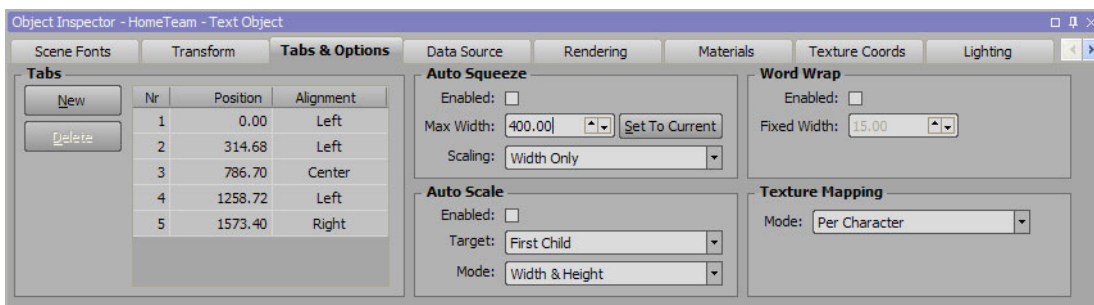 Object Inspector - HomeTeam - Text Object
Scene Fonts Transform Tabs & Options Data Source Rendering Materials Texture Coords Lighting
Tabs
New
Delete
Nr Position Alignment
1 0.00 Left
2 314.68 Left
3 786.70 Center
4 1258.72 Left
5 1573.40 Right
Auto Squeeze
Enabled:
Max Width: 400.00 Set To Current
Scaling: Width Only
Auto Scale
Enabled:
Target: First Child
Mode: Width & Height
Word Wrap
Enabled:
Fixed Width: 15.00
Texture Mapping
Mode: Per Character